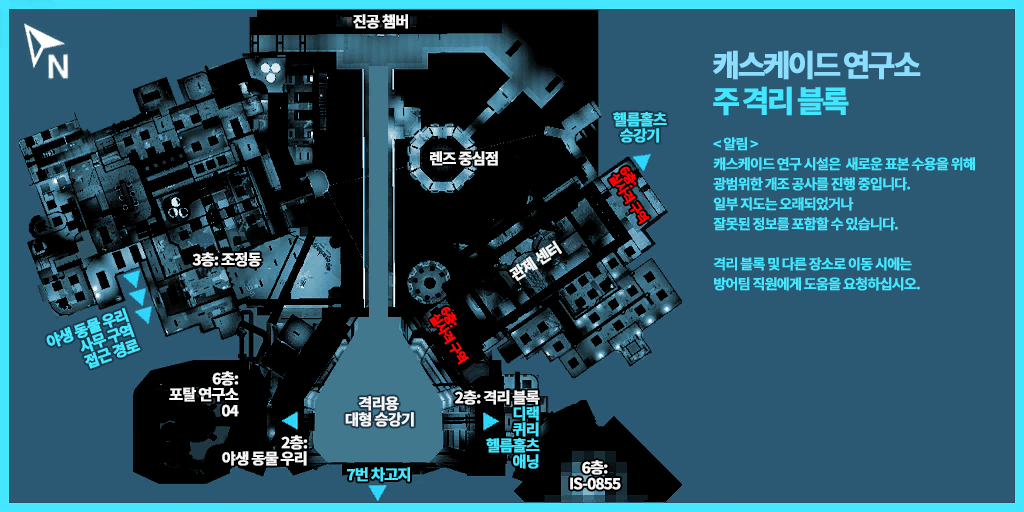 N
진공 챔버
렌즈 중심점
헬름홀츠
승강기
6층:
실사격 구역
관제 센터
3층: 조정동
야생 동물 우리
사무 구역
접근 경로
6층:
실사격 구역
6층:
포탈 연구소
04
격리용
대형 승강기
2층: 격리 블록
디랙
퀴리
헬름홀츠
애닝
2층:
야생 동물 우리
7번 차고지
6층:
IS-0855
캐스케이드 연구소
주 격리 블록
< 알림 >
캐스케이드 연구 시설은 새로운 표본 수용을 위해
광범위한 개조 공사를 진행 중입니다.
일부 지도는 오래되었거나
잘못된 정보를 포함할 수 있습니다.
격리 블록 및 다른 장소로 이동 시에는
방어팀 직원에게 도움을 요청하십시오.